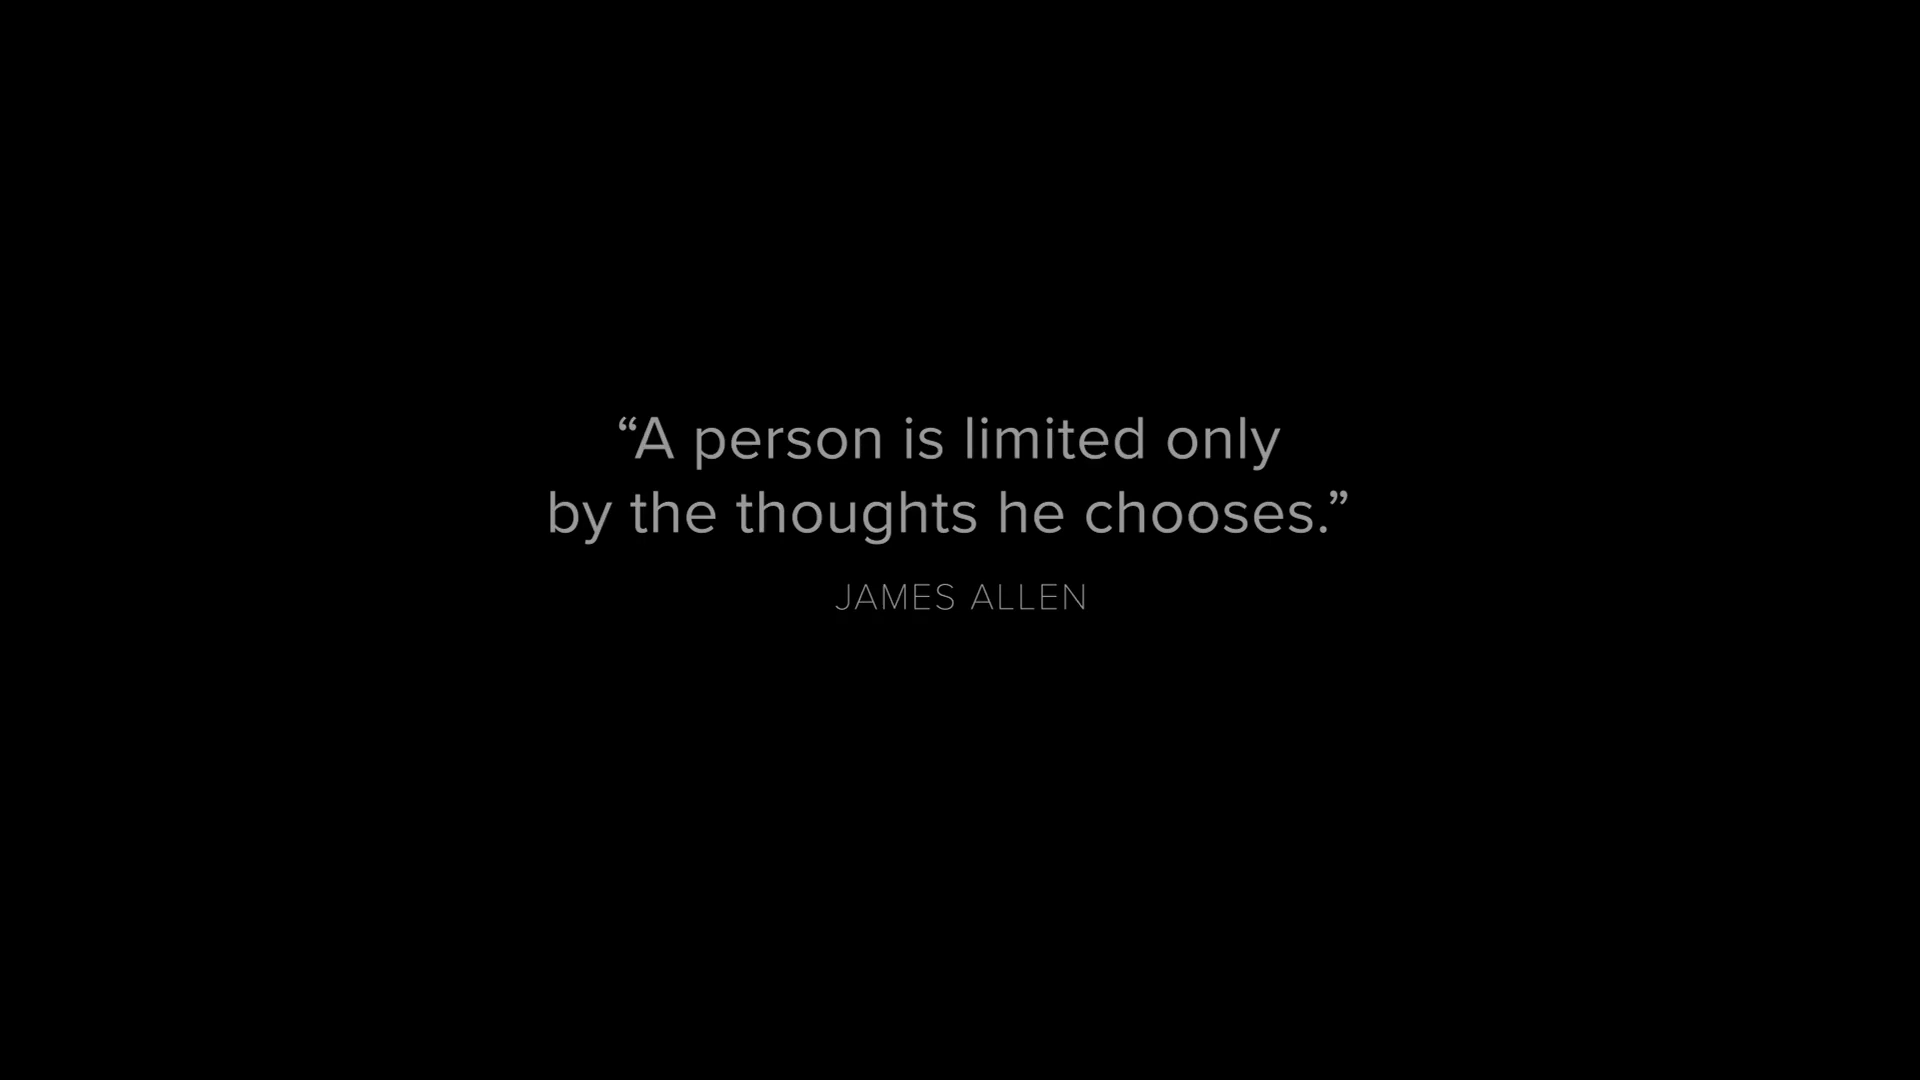 “A person is limited only
by the thoughts he chooses.”
JAMES ALLEN